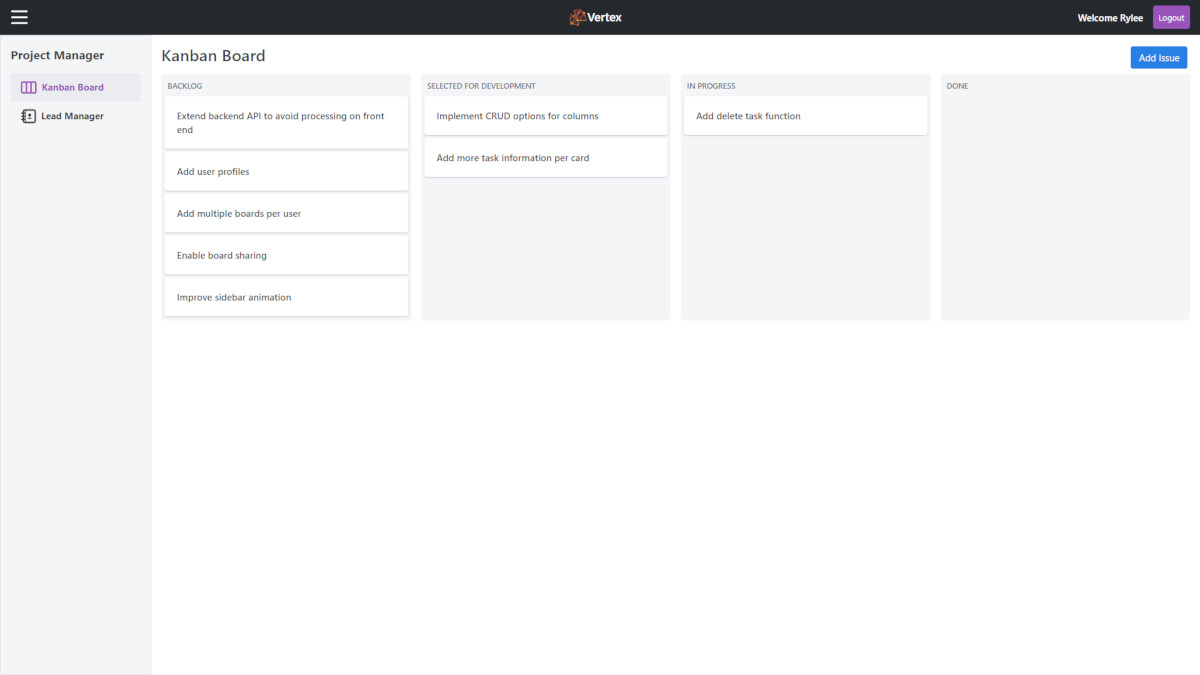 Vertex
Welcome Rylee
Logout
Project Manager
Kanban Board
Lead Manager
Kanban Board
Add Issue
BACKLOG
Extend backend API to avoid processing on front
end
Add user profiles
Add multiple boards per user
Enable board sharing
Improve sidebar animation
SELECTED FOR DEVELOPMENT
Implement CRUD options for columns
Add more task information per card
IN PROGRESS
Add delete task function
DONE